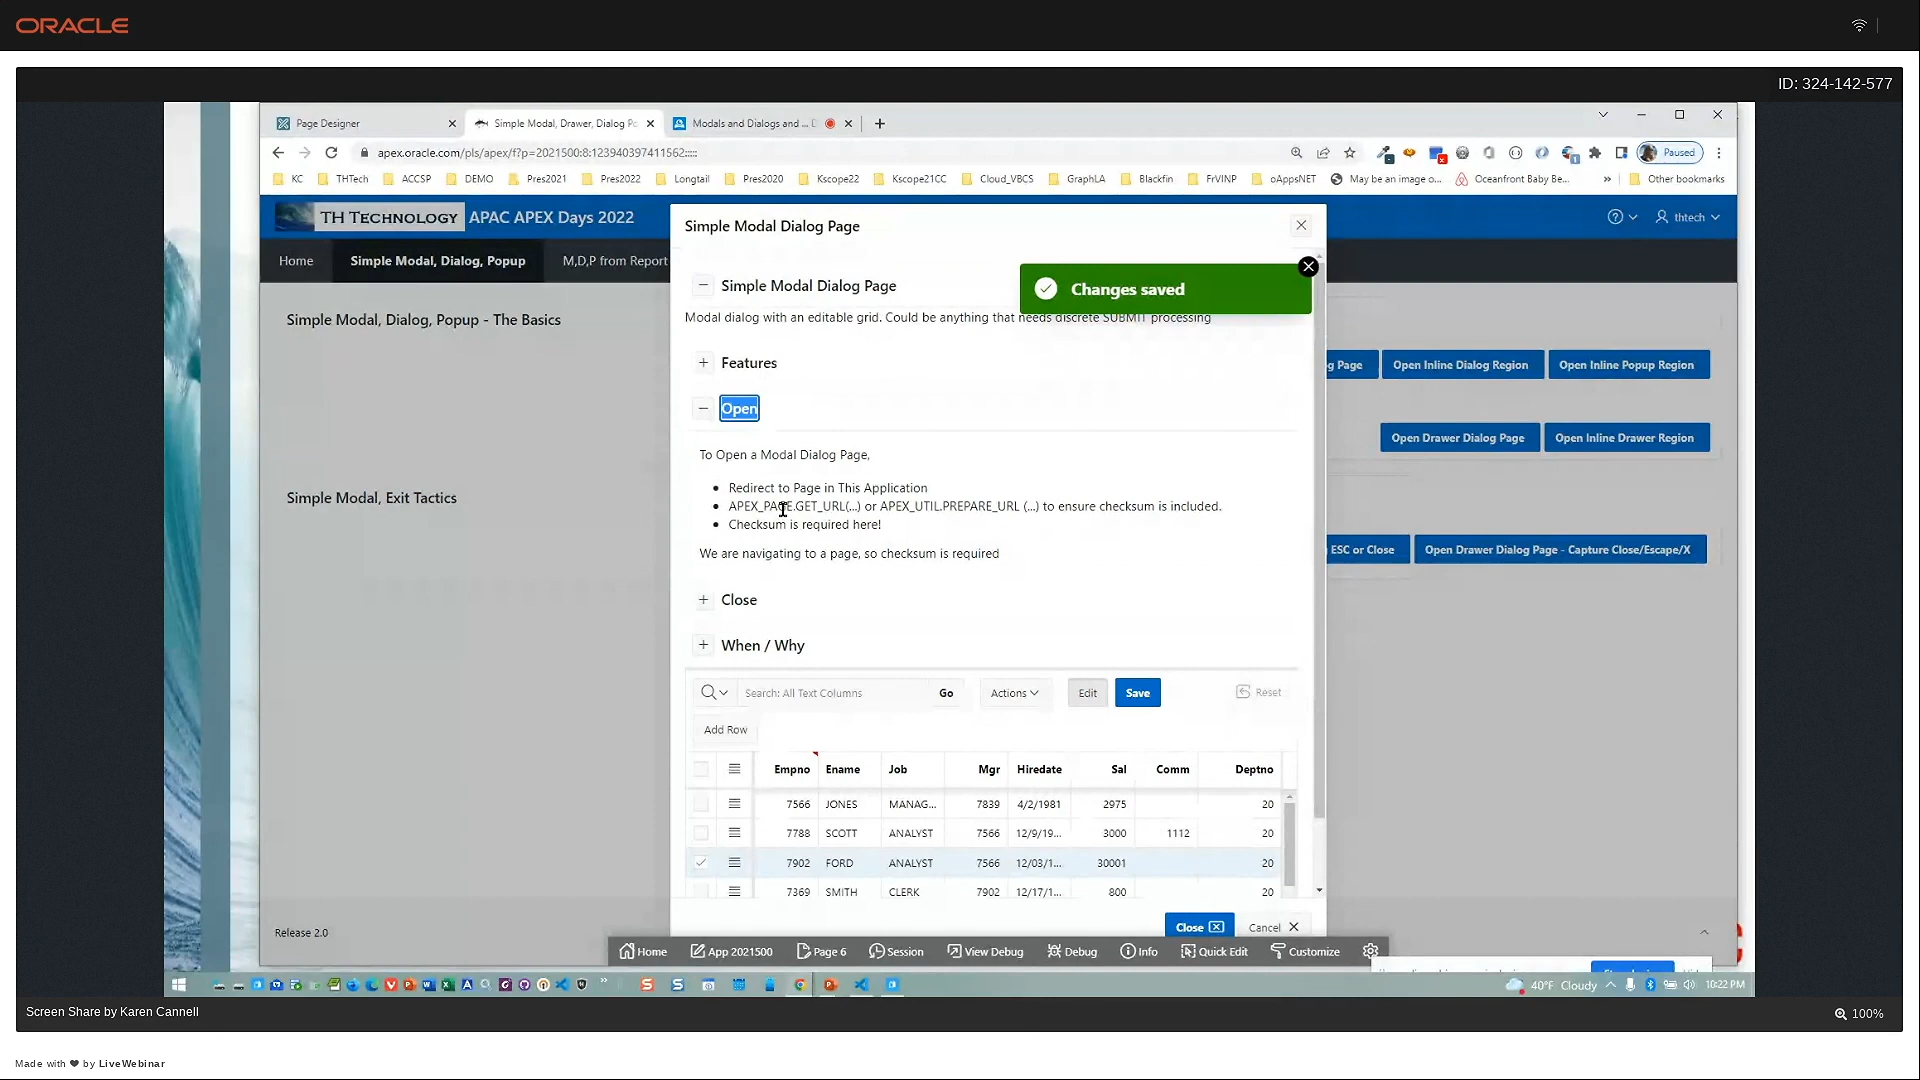 ORACLE
ID: 324-142-577
Page Designer
Simple Modal, Drawer, Dialog Po
Modals and Dialogs and ...
apex.oracle.com/pls/apex/f?p=2021500:8:123940397411562:::::
Paused
KC THTech ACCSP DEMO Pres2021 Pres2022 Longtail Pres2020 Kscope22 Kscope21CC Cloud_VBCS GraphLA Blackfin FrVINP oAppsNET May be an image o... Oceanfront Baby Be... » Other bookmarks
TH TECHNOLOGY APAC APEX Days 2022
thtech
Home Simple Modal, Dialog, Popup M,D,P from Report
Simple Modal Dialog Page
Simple Modal Dialog Page
Changes saved
Modal dialog with an editable grid. Could be anything that needs discrete SUBMIT processing
Simple Modal, Dialog, Popup - The Basics
Features
g Page Open Inline Dialog Region Open Inline Popup Region
Open
Open Drawer Dialog Page Open Inline Drawer Region
To Open a Modal Dialog Page,
• Redirect to Page in This Application
• APEX_PAGE.GET_URL(...) or APEX_UTIL.PREPARE_URL (...) to ensure checksum is included.
• Checksum is required here!
Simple Modal, Exit Tactics
We are navigating to a page, so checksum is required
ESC or Close Open Drawer Dialog Page - Capture Close/Escape/X
Close
When / Why
Search: All Text Columns Go Actions Edit Save Reset
Add Row
Empno Ename Job Mgr Hiredate Sal Comm Deptno
7566 JONES MANAG... 7839 4/2/1981 2975 20
7788 SCOTT ANALYST 7566 12/9/19... 3000 1112 20
7902 FORD ANALYST 7566 12/03/1... 30001 20
7369 SMITH CLERK 7902 12/17/1... 800 20
Close Cancel
Release 2.0
Home App 2021500 Page 6 Session View Debug Debug Info Quick Edit Customize
40°F Cloudy 10:22 PM
Screen Share by Karen Cannell
100%
Made with ❤ by LiveWebinar